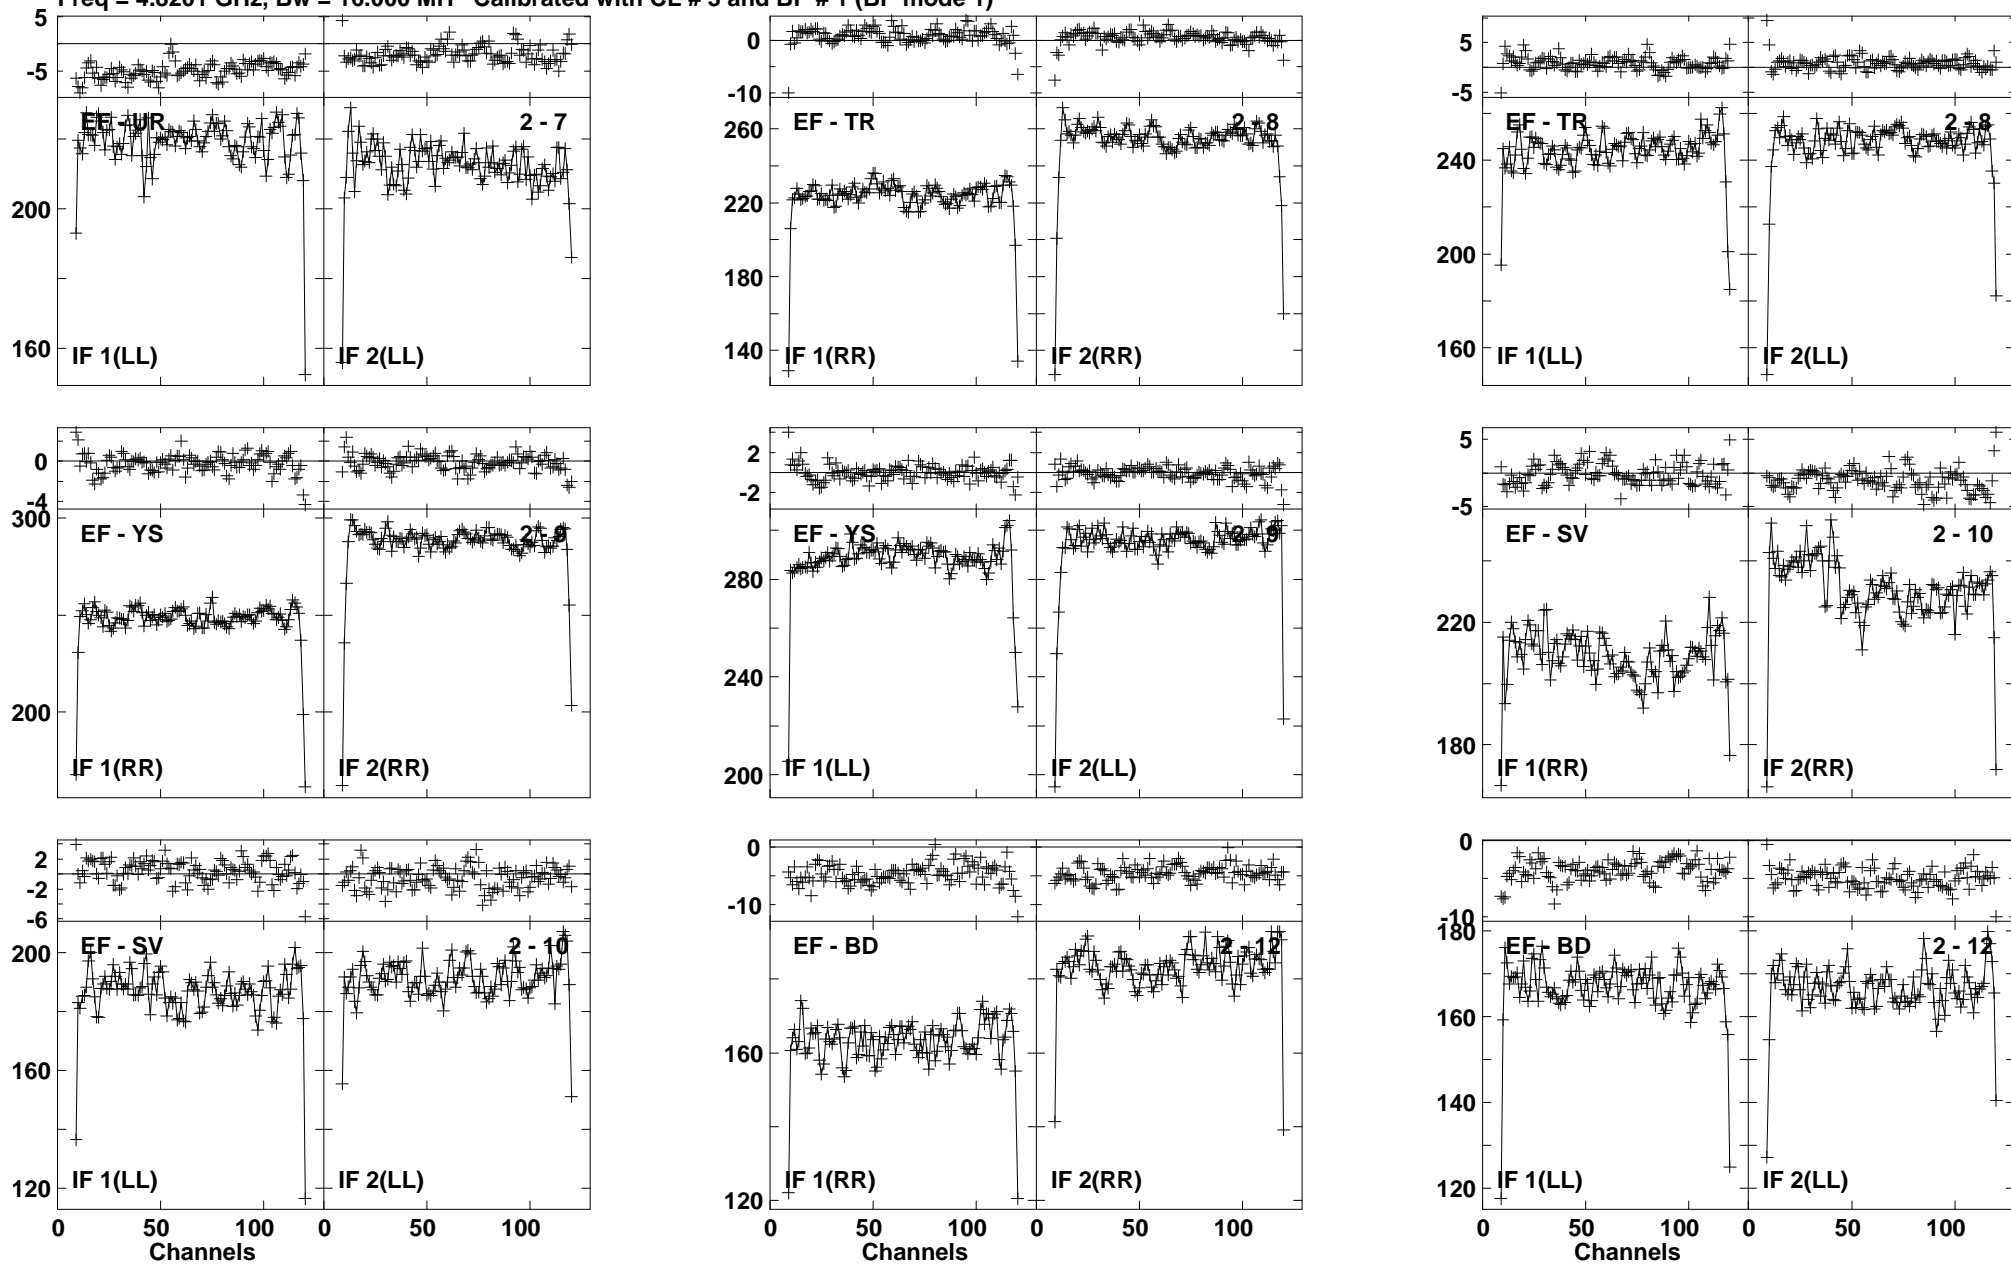 Freq = 4.8201 GHz, Bw = 16.000 MH Calibrated with CL # 3 and BP # 1 (BP mode 1)
5
-5
EF - UR
2 - 7
200
160
IF 1(LL)
IF 2(LL)
0
-10
EF - TR
2 - 8
260
220
180
140
IF 1(RR)
IF 2(RR)
5
-5
EF - TR
2 - 8
240
200
160
IF 1(LL)
IF 2(LL)
0
-4
300
EF - YS
2 - 9
200
IF 1(RR)
IF 2(RR)
2
-2
EF - YS
2 - 9
280
240
200
IF 1(LL)
IF 2(LL)
5
-5
EF - SV
2 - 10
220
180
IF 1(RR)
IF 2(RR)
2
-2
-6
200
EF - SV
2 - 10
160
120
IF 1(LL)
IF 2(LL)
0 50 100 0 50 100
Channels
0
-10
EF - BD
2 - 12
160
120
IF 1(RR)
IF 2(RR)
0 50 100 0 50 100
Channels
0
-10
180
EF - BD
2 - 12
160
140
120
IF 1(LL)
IF 2(LL)
0 50 100 0 50 100
Channels